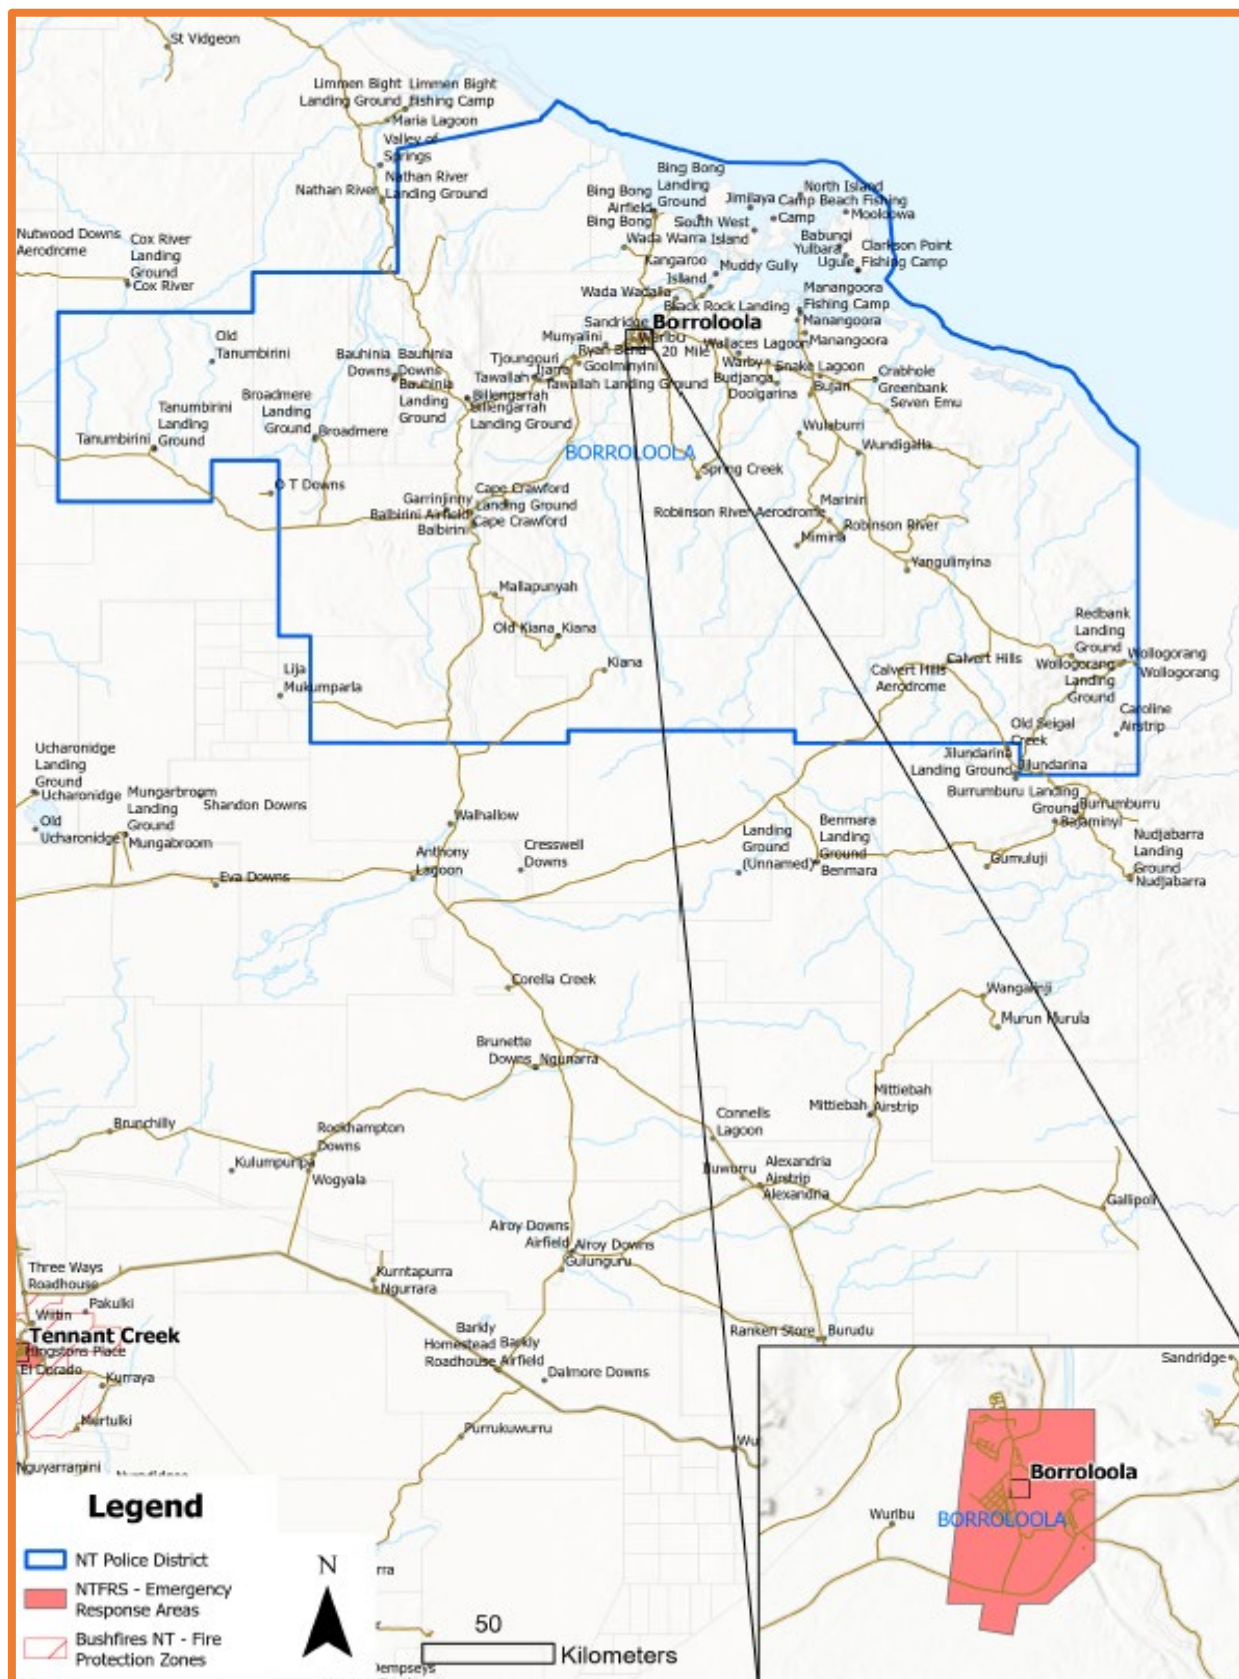 St Vidgeon
Limmen Bight
Landing Ground
Limmen Bight
Fishing Camp
Maria Lagoon
Valley of
Springs
Nathan River
Nathan River
Landing Ground
Nutwood Downs
Aerodrome
Cox River
Landing
Ground
Cox River
Bing Bong
Landing
Ground
Bing Bong
Airfield
Bing Bong
Jimilaya
North Island
Camp Beach Fishing
Camp
Mooloowa
South West
Island
Wada Warra
Babungi
Yulbara
Clarkson Point
Fishing Camp
Ugule
Kangaroo
Island
Muddy Gully
Wada Wadalla
Black Rock Landing
Manangoora
Fishing Camp
Manangoora
Manangoora
Sandridge
Borroloola
Wurlbu
20 Mile
Munyalini
Ryan Bend
Goolminyini
Tjoungouri
Tawallah
Tawallah Landing Ground
Wallaces Lagoon
Warby
Snake Lagoon
Budjanga
Bujan
Doolgarina
Crabhole
Greenbank
Seven Emu
Old
Tanumbirini
Bauhinia
Downs
Bauhinia
Downs
Bauhinia
Landing
Ground
Billengarrah
Billengarrah
Landing Ground
Broadmere
Landing
Ground
Broadmere
Tanumbirini
Landing
Ground
Tanumbirini
BORROLOOLA
Wulaburri
Wundigalla
Spring Creek
O T Downs
Garrinjinny
Cape Crawford
Landing Ground
Balbirini Airfield
Cape Crawford
Balbirini
Marinin
Robinson River Aerodrome
Robinson River
Mimina
Yangulinyina
Mallapunyah
Old Kiana
Kiana
Kiana
Lija
Mukumparla
Redbank
Landing
Ground
Wollogorang
Wollogorang
Wollogorang
Landing
Ground
Calvert Hills
Calvert Hills
Aerodrome
Caroline
Airstrip
Old Seigal
Creek
Jilundarina
Landing Ground
Jilundarina
Burrumburu Landing
Ground
Burrumburru
Bajaminyi
Ucharonidge
Landing
Ground
Ucharonidge
Old
Ucharonidge
Mungarbroom
Landing
Ground
Mungabroom
Shandon Downs
Walhallow
Anthony
Lagoon
Cresswell
Downs
Landing
Ground
(Unnamed)
Benmara
Landing
Ground
Benmara
Gumuluji
Nudjabarra
Landing
Ground
Nudjabarra
Eva Downs
Corella Creek
Wangalinji
Murun Murula
Brunette
Downs
Ngunarra
Mittiebah
Mittiebah
Airstrip
Connells
Lagoon
Brunchilly
Rockhampton
Downs
Kulumpurlpa
Wogyala
Buwurru
Alexandria
Airstrip
Alexandria
Gallipoli
Alroy Downs
Airfield
Alroy Downs
Gulunguru
Three Ways
Roadhouse
Kurntapurra
Ngurrara
Pakulki
Wiitin
Tennant Creek
Hingstons Place
El Dorado
Kurraya
Mertulki
Nguyarramini
Barkly
Homestead
Roadhouse
Barkly
Airfield
Dalmore Downs
Ranken Store
Burudu
Purrukuwurru
Sandridge
Borroloola
Wurlbu
BORROLOOLA
Legend
NT Police District
NTFRS - Emergency
Response Areas
Bushfires NT - Fire
Protection Zones
N
50
Kilometers